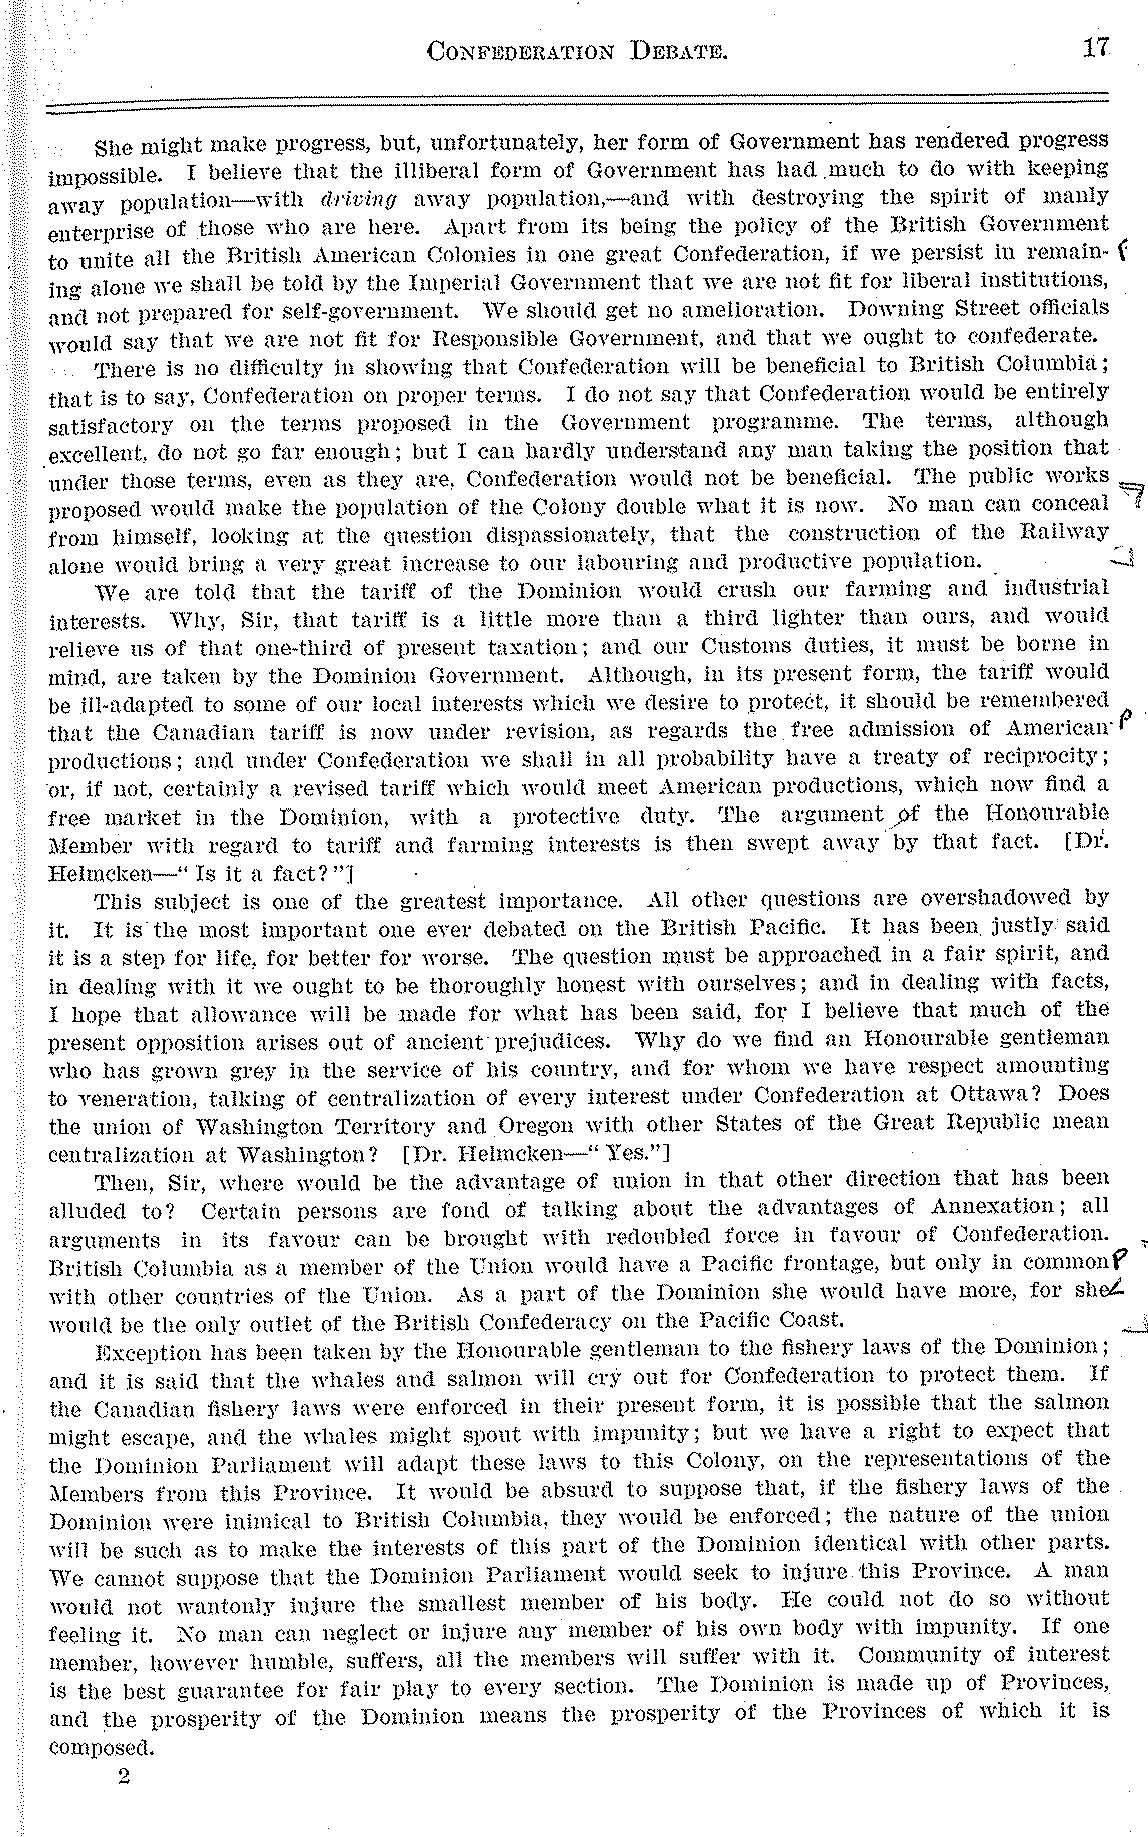 CONFEDERATION DEBATE. 17
She might make progress, but, unfortunately, her form of Government has rendered progress
impossible. I believe that the illiberal form of Government has had much to do with keeping
away population—with driving away population,—and with destroying the spirit of manly
enterprise of those who are here. Apart from its being the policy of the British Government
to unite all the British American Colonies in one great Confederation, if we persist in remain-
ing alone we shall be told by the Imperial Government that we are not fit for liberal institutions,
and not prepared for self-government. We should get no amelioration. Downing Street officials
would say that we are not fit for Responsible Government, and that we ought to confederate.
There is no difficulty in showing that Confederation will be beneficial to British Columbia;
that is to say, Confederation on proper terms. I do not say that Confederation would be entirely
satisfactory on the terms proposed in the Government programme. The terms, although
excellent, do not go far enough; but I can hardly understand any man taking the position that
under those terms, even as they are, Confederation would not be beneficial. The public works
proposed would make the population of the Colony double what it is now. No man can conceal
from himself, looking at the question dispassionately, that the construction of the Railway
alone would bring a very great increase to our labouring and productive population.
We are told that the tariff of the Dominion would crush our farming and industrial
interests. Why, Sir, that tariff is a little more than a third lighter than ours, and would
relieve us of that one-third of present taxation; and our Customs duties, it must be borne in
mind, are taken by the Dominion Government. Although, in its present form, the tariff would
be ill-adapted to some of our local interests which we desire to protect, it should be remembered
that the Canadian tariff is now under revision, as regards the free admission of American
productions; and under Confederation we shall in all probability have a treaty of reciprocity;
or, if not, certainly a revised tariff which would meet American productions, which now find a
free market in the Dominion, with a protective duty. The argument of the Honourable
Member with regard to tariff and farming interests is then swept away by that fact. [Dr.
Helmcken—“Is it a fact?”]
This subject is one of the greatest importance. All other questions are overshadowed by
it. It is the most important one ever debated on the British Pacific. It has been justly said
it is a step for life, for better for worse. The question must be approached in a fair spirit, and
in dealing with it we ought to be thoroughly honest with ourselves; and in dealing with facts,
I hope that allowance will be made for what has been said, for I believe that much of the
present opposition arises out of ancient prejudices. Why do we find an Honourable gentleman
who has grown grey in the service of his country, and for whom we have respect amounting
to veneration, talking of centralization of every interest under Confederation at Ottawa? Does
the union of Washington Territory and Oregon with other States of the Great Republic mean
centralization at Washington? [Dr. Helmcken—“Yes.”]
Then, Sir, where would be the advantage of union in that other direction that has been
alluded to? Certain persons are fond of talking about the advantages of Annexation; all
arguments in its favour can be brought with redoubled force in favour of Confederation.
British Columbia as a member of the Union would have a Pacific frontage, but only in common
with other countries of the Union. As a part of the Dominion she would have more, for she
would be the only outlet of the British Confederacy on the Pacific Coast.
Exception has been taken by the Honourable gentleman to the fishery laws of the Dominion;
and it is said that the whales and salmon will cry out for Confederation to protect them. If
the Canadian fishery laws were enforced in their present form, it is possible that the salmon
might escape, and the whales might spout with impunity; but we have a right to expect that
the Dominion Parliament will adapt these laws to this Colony, on the representations of the
Members from this Province. It would be absurd to suppose that, if the fishery laws of the
Dominion were inimical to British Columbia, they would be enforced; the nature of the union
will be such as to make the interests of this part of the Dominion identical with other parts.
We cannot suppose that the Dominion Parliament would seek to injure this Province. A man
would not wantonly injure the smallest member of his body. He could not do so without
feeling it. No man can neglect or injure any member of his own body with impunity. If one
member, however humble, suffers, all the members will suffer with it. Community of interest
is the best guarantee for fair play to every section. The Dominion is made up of Provinces,
and the prosperity of the Dominion means the prosperity of the Provinces of which it is
composed.
2